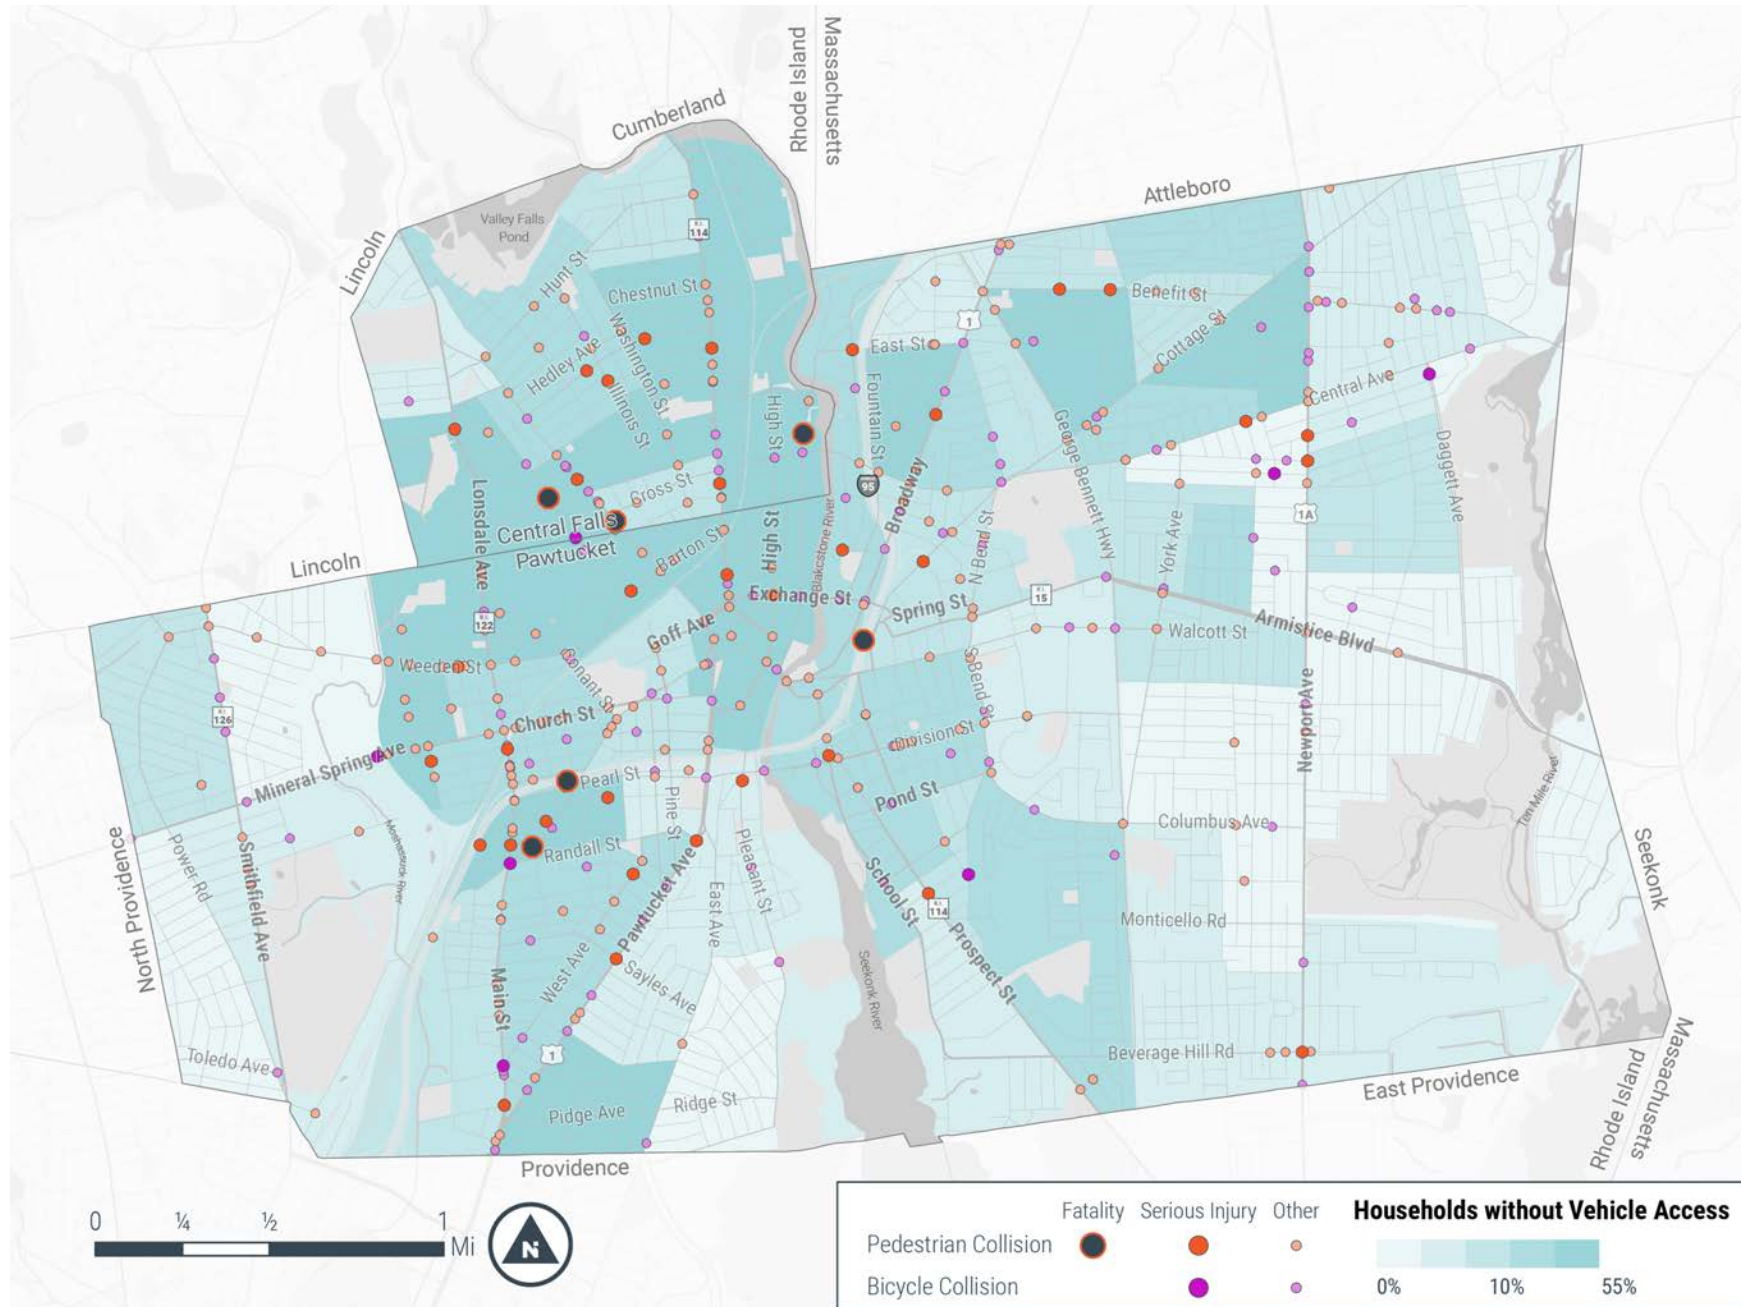 Rhode Island
Massachusetts
Cumberland
Attleboro
Valley Falls
Pond
R.I.
114
Lincoln
Hunt St
Chestnut St
Benefit St
1
Cottage St
Washington St
East St
Hedley Ave
Illinois St
Fountain St
Central Ave
High St
George Bennett Hwy
Daggett Ave
Cross St
95
Broadway
Lonsdale Ave
Central Falls
Pawtucket
Barton St
High St
Blackstone River
N Bend St
York Ave
1A
Lincoln
Exchange St
Spring St
R.I.
15
R.I.
122
Goff Ave
Walcott St
Armistice Blvd
Weeden St
Conant St
S Bend St
R.I.
126
Church St
Division St
Newport Ave
Mineral Spring Ave
Pearl St
Pine St
Pond St
Ten Mile River
Columbus Ave
Moshassuck River
North Providence
Power Rd
Smithfield Ave
Randall St
Pleasant St
School St
Seekonk
Pawtucket Ave
East Ave
R.I.
114
Monticello Rd
Main St
West Ave
Sayles Ave
Seekonk River
Prospect St
Toledo Ave
1
Beverage Hill Rd
Pidge Ave
Ridge St
East Providence
Rhode Island
Massachusetts
Providence
0 ¼ ½ 1
Mi
N
Fatality Serious Injury Other Households without Vehicle Access
Pedestrian Collision
Bicycle Collision 0% 10% 55%